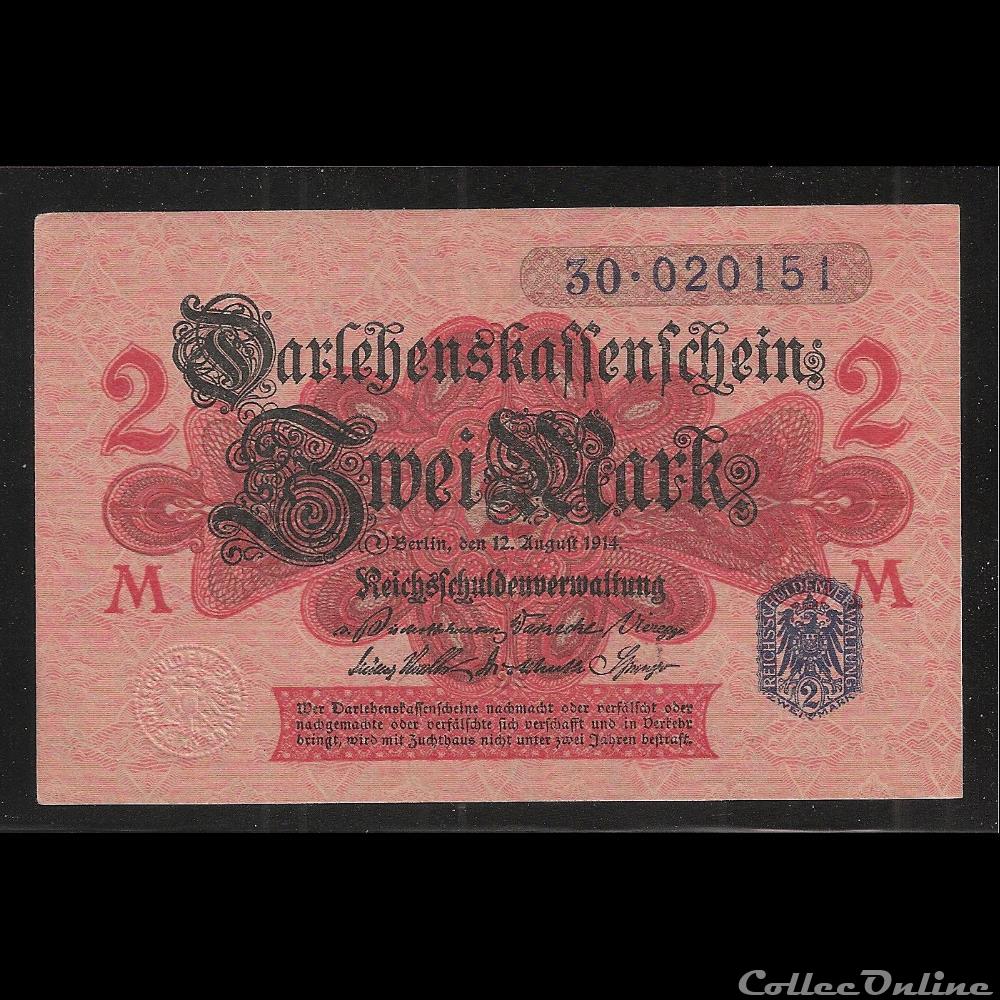 30·020151
Darlehenskassenschein
2 2
Zwei Mark
Berlin, den 12. August 1914.
M M
Reichsschuldenverwaltung
REICHSSCHULDENVERWALTUNG
2
ZWEI MARK
Wer Darlehenskassenscheine nachmacht oder verfälscht oder
nachgemachte oder verfälschte sich verschafft und in Verkehr
bringt, wird mit Zuchthaus nicht unter zwei Jahren bestraft.
CollecOnline